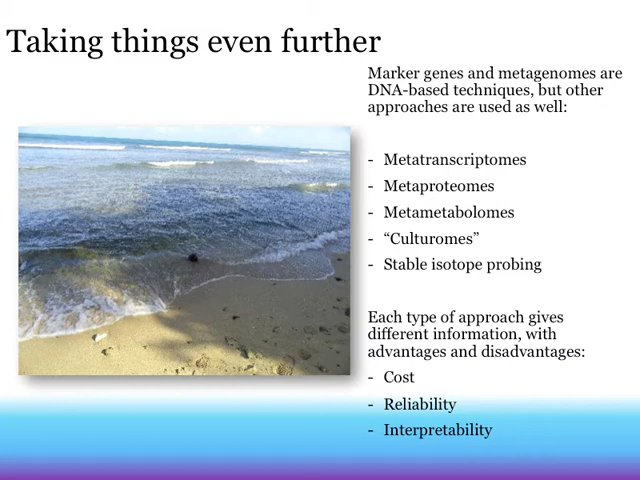 Taking things even further
Marker genes and metagenomes are
DNA-based techniques, but other
approaches are used as well:
- Metatranscriptomes
- Metaproteomes
- Metametabolomes
- “Culturomes”
- Stable isotope probing
Each type of approach gives
different information, with
advantages and disadvantages:
- Cost
- Reliability
- Interpretability